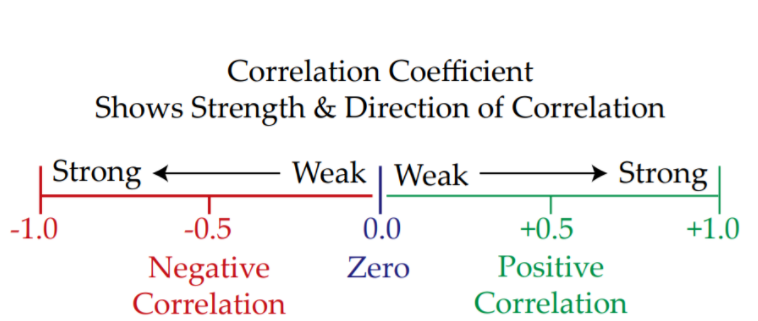 Correlation Coefficient
Shows Strength & Direction of Correlation
Strong Weak Weak Strong
-1.0 -0.5 0.0 +0.5 +1.0
Negative Zero Positive
Correlation Correlation